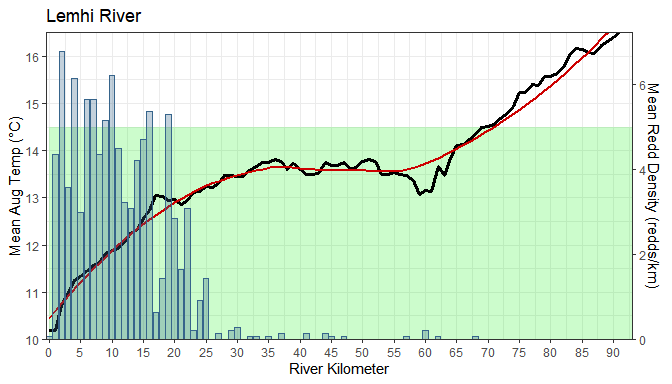 Lemhi River
Mean Aug Temp (°C)
16
15
14
13
12
11
10
6
4
2
0
Mean Redd Density (redds/km)
0 5 10 15 20 25 30 35 40 45 50 55 60 65 70 75 80 85 90
River Kilometer